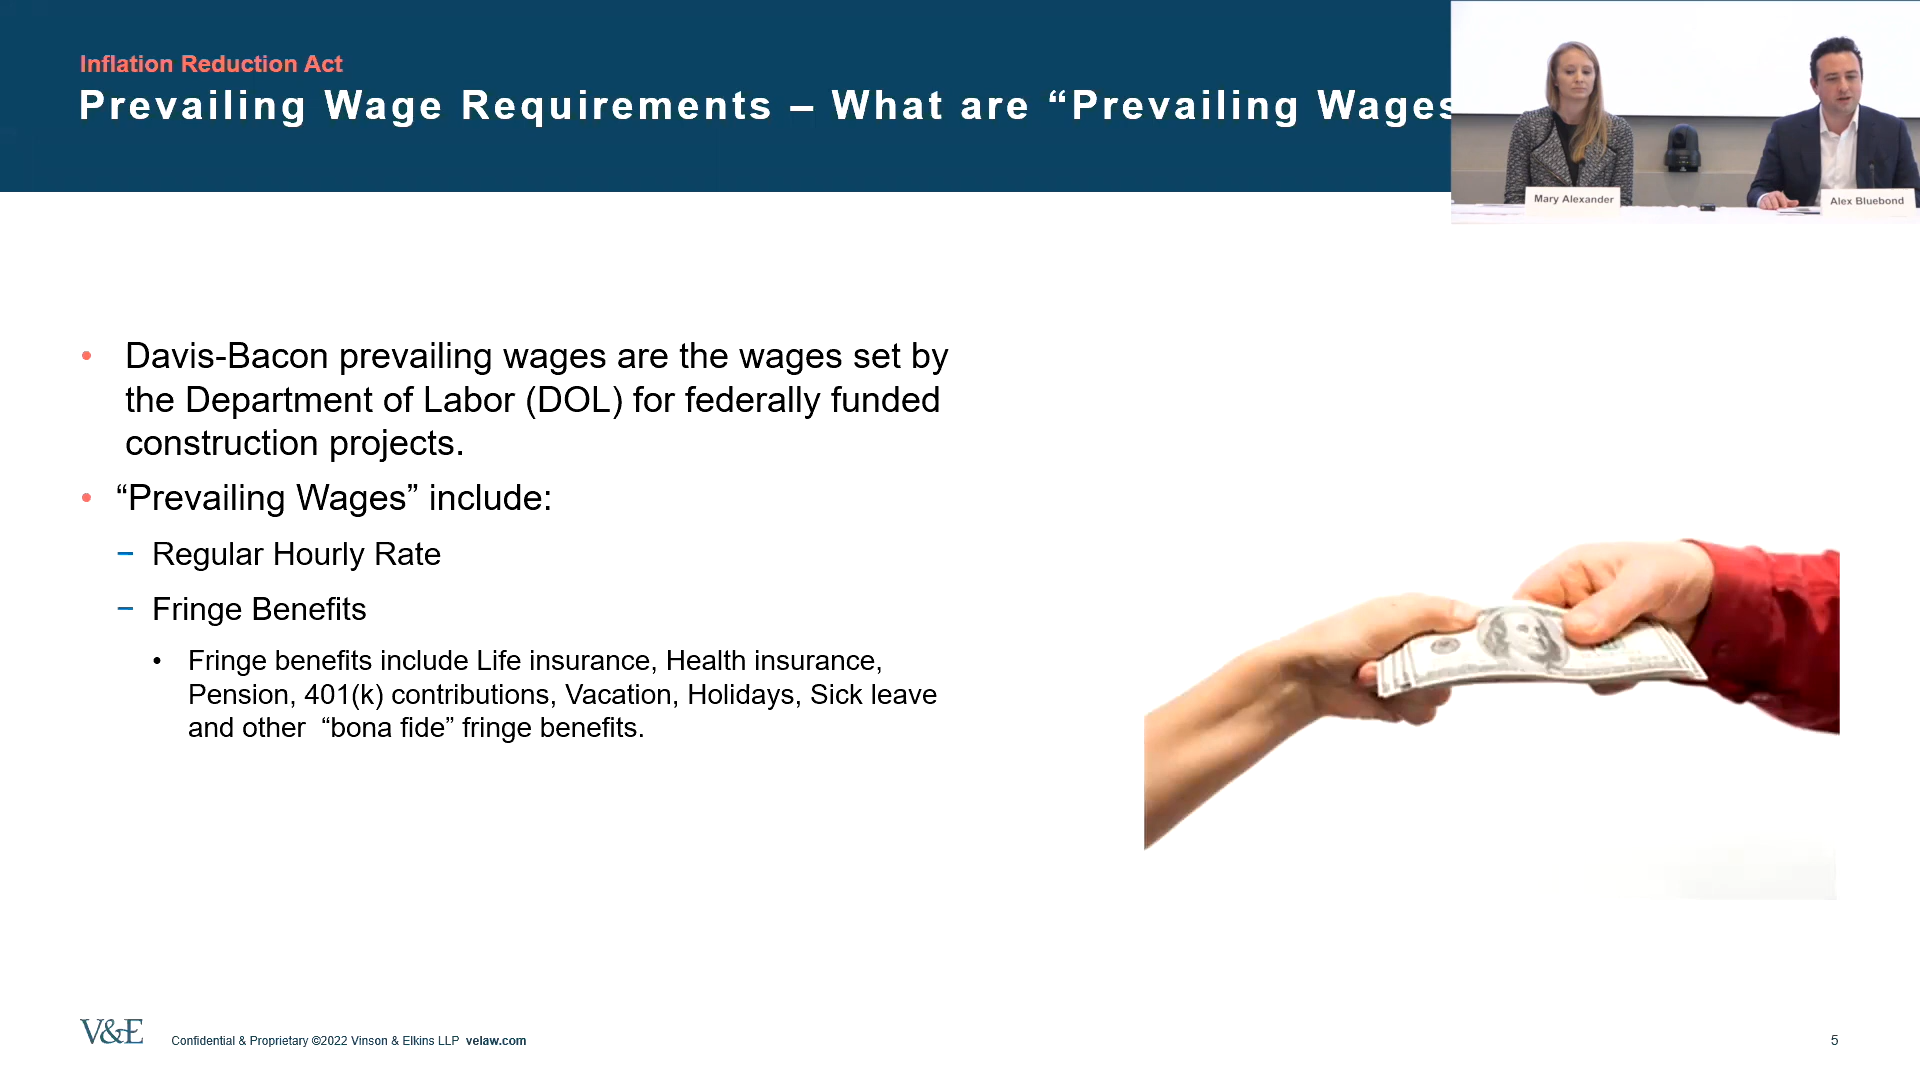 Inflation Reduction Act
Prevailing Wage Requirements – What are “Prevailing Wages
Mary Alexander
Alex Bluebond
• Davis-Bacon prevailing wages are the wages set by
the Department of Labor (DOL) for federally funded
construction projects.
• “Prevailing Wages” include:
− Regular Hourly Rate
− Fringe Benefits
• Fringe benefits include Life insurance, Health insurance,
Pension, 401(k) contributions, Vacation, Holidays, Sick leave
and other “bona fide” fringe benefits.
V&E
Confidential & Proprietary ©2022 Vinson & Elkins LLP velaw.com
5